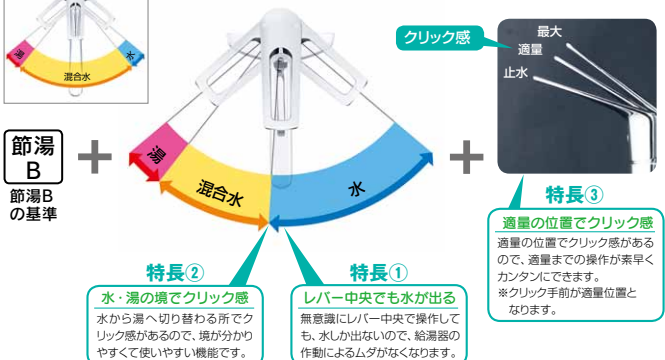 湯
混合水
水
節湯
B
節湯B
の基準
+
湯
混合水
水
+
クリック感
最大
適量
止水
特長③
適量の位置でクリック感
適量の位置でクリック感がある
ので、適量までの操作が素早く
カンタンにできます。
※クリック手前が適量位置と
なります。
特長②
水・湯の境でクリック感
水から湯へ切り替わる所でク
リック感があるので、境が分かり
やすくて使いやすい機能です。
特長①
レバー中央でも水が出る
無意識にレバー中央で操作して
も、水しか出ないので、給湯器の
作動によるムダがなくなります。